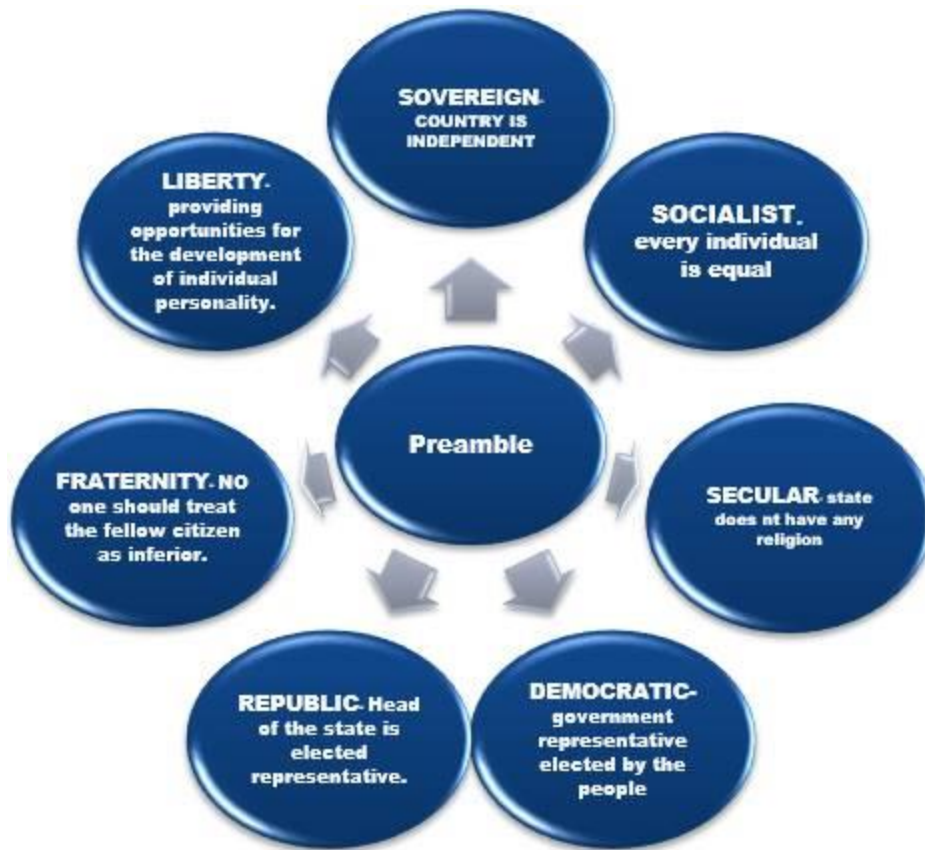 SOVEREIGN-
COUNTRY IS
INDEPENDENT
SOCIALIST-
every individual
is equal
SECULAR- state
does nt have any
religion
DEMOCRATIC-
government
representative
elected by the
people
REPUBLIC- Head
of the state is
elected
representative.
FRATERNITY- NO
one should treat
the fellow citizen
as inferior.
LIBERTY-
providing
opportunities for
the development
of individual
personality.
Preamble